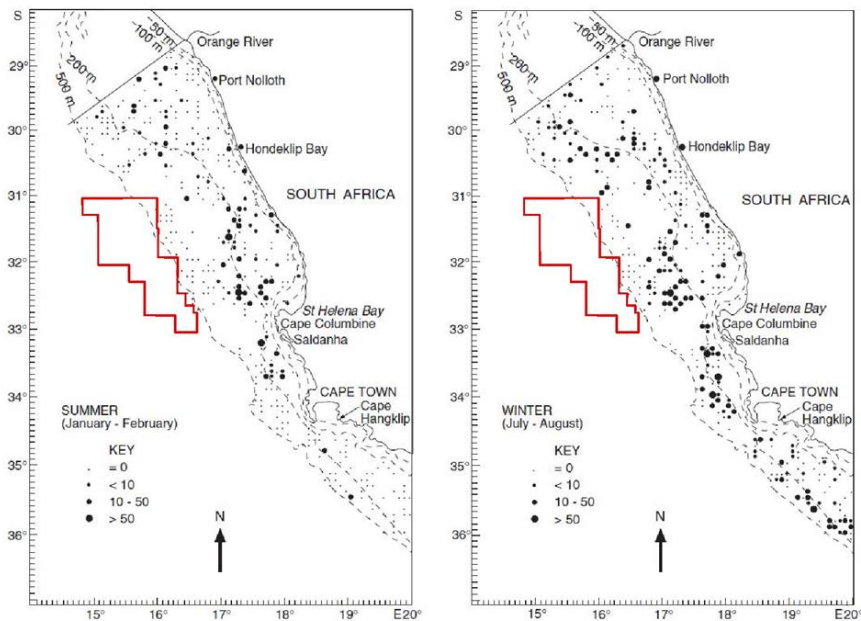 S
29°
30°
31°
32°
33°
34°
35°
36°
-50 m
-100 m
200 m
500 m
Orange River
Port Nolloth
Hondeklip Bay
SOUTH AFRICA
St Helena Bay
Cape Columbine
Saldanha
CAPE TOWN
Cape
Hangklip
SUMMER
(January - February)
KEY
= 0
< 10
10 - 50
> 50
N
15°
16°
17°
18°
19°
E20°
S
29°
30°
31°
32°
33°
34°
35°
36°
-50 m
-100 m
200 m
500 m
Orange River
Port Nolloth
Hondeklip Bay
SOUTH AFRICA
St Helena Bay
Cape Columbine
Saldanha
CAPE TOWN
Cape
Hangklip
WINTER
(July - August)
KEY
= 0
< 10
10 - 50
> 50
N
15°
16°
17°
18°
19°
E20°